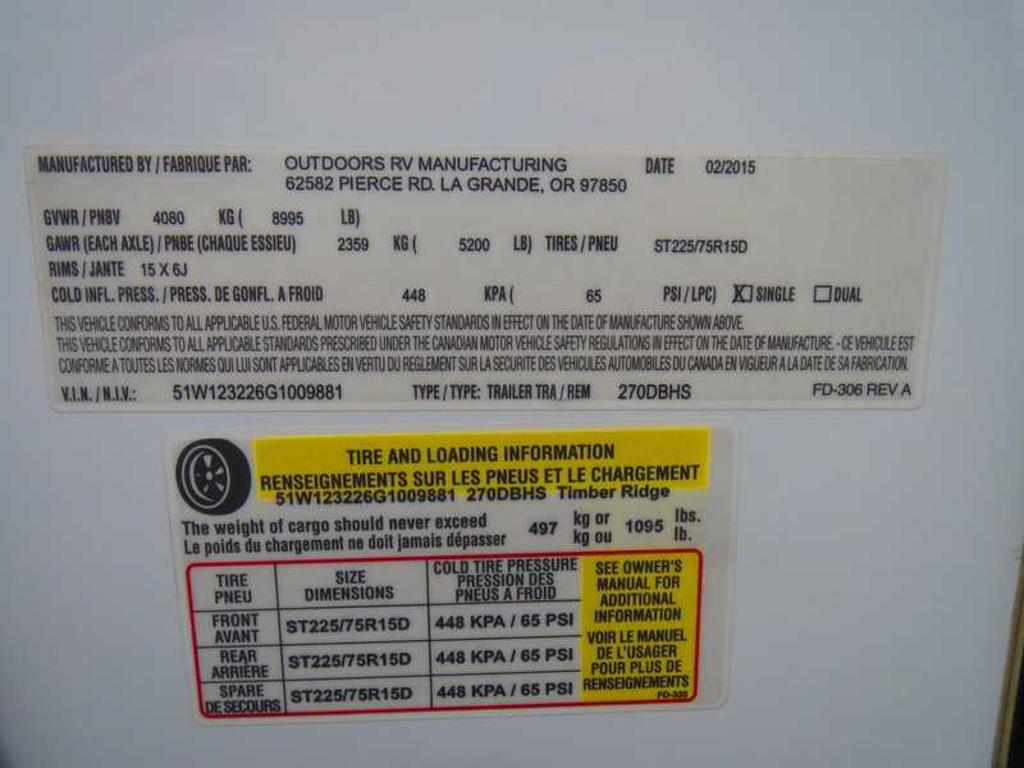 MANUFACTURED BY / FABRIQUE PAR: OUTDOORS RV MANUFACTURING DATE 02/2015
62582 PIERCE RD. LA GRANDE, OR 97850
GVWR / PNBV 4080 KG ( 8995 LB)
GAWR (EACH AXLE) / PNBE (CHAQUE ESSIEU) 2359 KG ( 5200 LB) TIRES / PNEU ST225/75R15D
RIMS / JANTE 15 X 6J
COLD INFL. PRESS. / PRESS. DE GONFL. A FROID 448 KPA ( 65 PSI / LPC) X SINGLE DUAL
THIS VEHICLE CONFORMS TO ALL APPLICABLE U.S. FEDERAL MOTOR VEHICLE SAFETY STANDARDS IN EFFECT ON THE DATE OF MANUFACTURE SHOWN ABOVE.
THIS VEHICLE CONFORMS TO ALL APPLICABLE STANDARDS PRESCRIBED UNDER THE CANADIAN MOTOR VEHICLE SAFETY REGULATIONS IN EFFECT ON THE DATE OF MANUFACTURE. - CE VEHICULE EST
CONFORME A TOUTES LES NORMES QUI LUI SONT APPLICABLES EN VERTU DU REGLEMENT SUR LA SECURITE DES VEHICULES AUTOMOBILES DU CANADA EN VIGUEUR A LA DATE DE SA FABRICATION.
V.I.N. / N.I.V.: 51W123226G1009881 TYPE / TYPE: TRAILER TRA / REM 270DBHS FD-306 REV A
TIRE AND LOADING INFORMATION
RENSEIGNEMENTS SUR LES PNEUS ET LE CHARGEMENT
51W123226G1009881 270DBHS Timber Ridge
The weight of cargo should never exceed 497 kg or 1095 lbs.
Le poids du chargement ne doit jamais dépasser kg ou lb.
TIRE SIZE COLD TIRE PRESSURE
PNEU DIMENSIONS PRESSION DES
PNEUS A FROID
FRONT
AVANT ST225/75R15D 448 KPA / 65 PSI
REAR
ARRIÈRE ST225/75R15D 448 KPA / 65 PSI
SPARE
DE SECOURS ST225/75R15D 448 KPA / 65 PSI
SEE OWNER'S
MANUAL FOR
ADDITIONAL
INFORMATION
VOIR LE MANUEL
DE L'USAGER
POUR PLUS DE
RENSEIGNEMENTS
FD-335